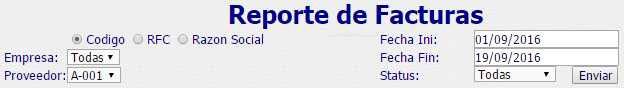 Reporte de Facturas
Codigo RFC Razon Social Fecha Ini: 01/09/2016
Empresa: Todas Fecha Fin: 19/09/2016
Proveedor: A-001 Status: Todas Enviar